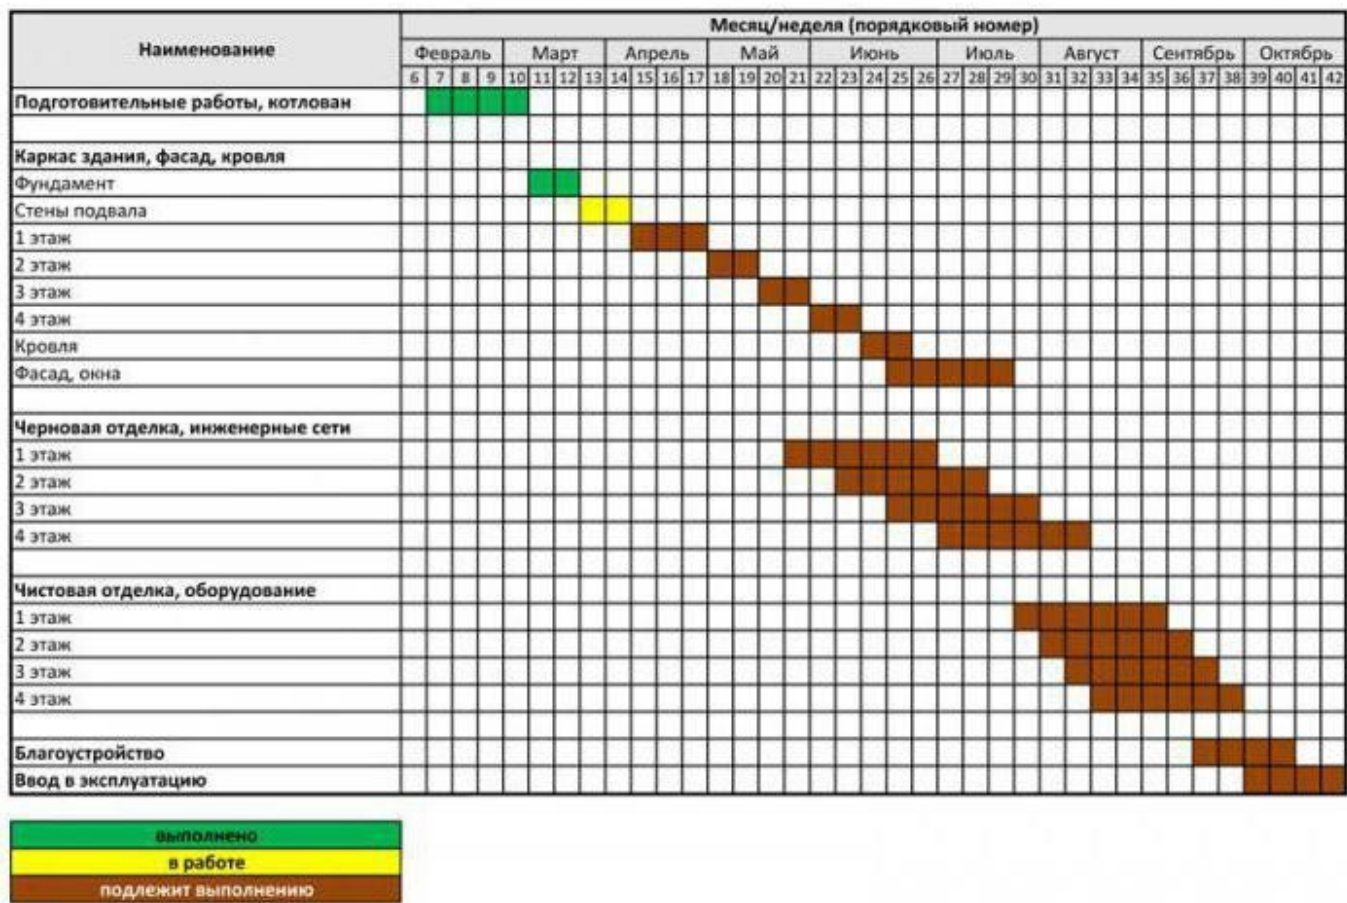 Наименование
Месяц/неделя (порядковый номер)
Февраль Март Апрель Май Июнь Июль Август Сентябрь Октябрь
6 7 8 9 10 11 12 13 14 15 16 17 18 19 20 21 22 23 24 25 26 27 28 29 30 31 32 33 34 35 36 37 38 39 40 41 42
Подготовительные работы, котлован
Каркас здания, фасад, кровля
Фундамент
Стены подвала
1 этаж
2 этаж
3 этаж
4 этаж
Кровля
Фасад, окна
Черновая отделка, инженерные сети
1 этаж
2 этаж
3 этаж
4 этаж
Чистовая отделка, оборудование
1 этаж
2 этаж
3 этаж
4 этаж
Благоустройство
Ввод в эксплуатацию
выполнено
в работе
подлежит выполнению